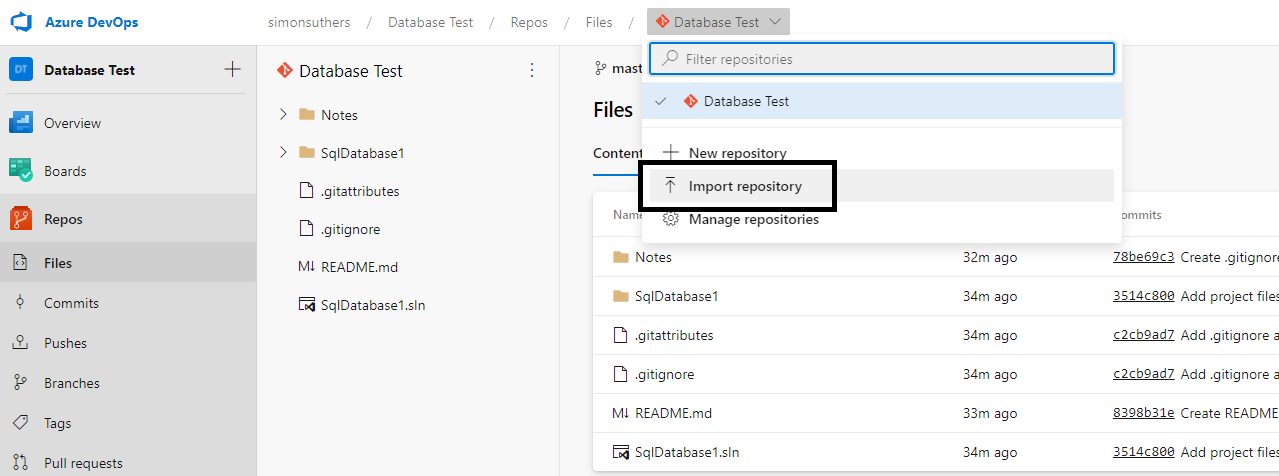 Azure DevOps
simonsuthers / Database Test / Repos / Files / Database Test
DT Database Test
Overview
Boards
Repos
Files
Commits
Pushes
Branches
Tags
Pull requests
Database Test
Notes
SqlDatabase1
.gitattributes
.gitignore
M↓ README.md
SqlDatabase1.sln
Filter repositories
Database Test
New repository
Import repository
Manage repositories
mast
Files
Content
Name ommits
Notes 32m ago 78be69c3 Create .gitignore
SqlDatabase1 34m ago 3514c800 Add project files
.gitattributes 34m ago c2cb9ad7 Add .gitignore a
.gitignore 34m ago c2cb9ad7 Add .gitignore a
M↓ README.md 33m ago 8398b31e Create README
SqlDatabase1.sln 34m ago 3514c800 Add project files